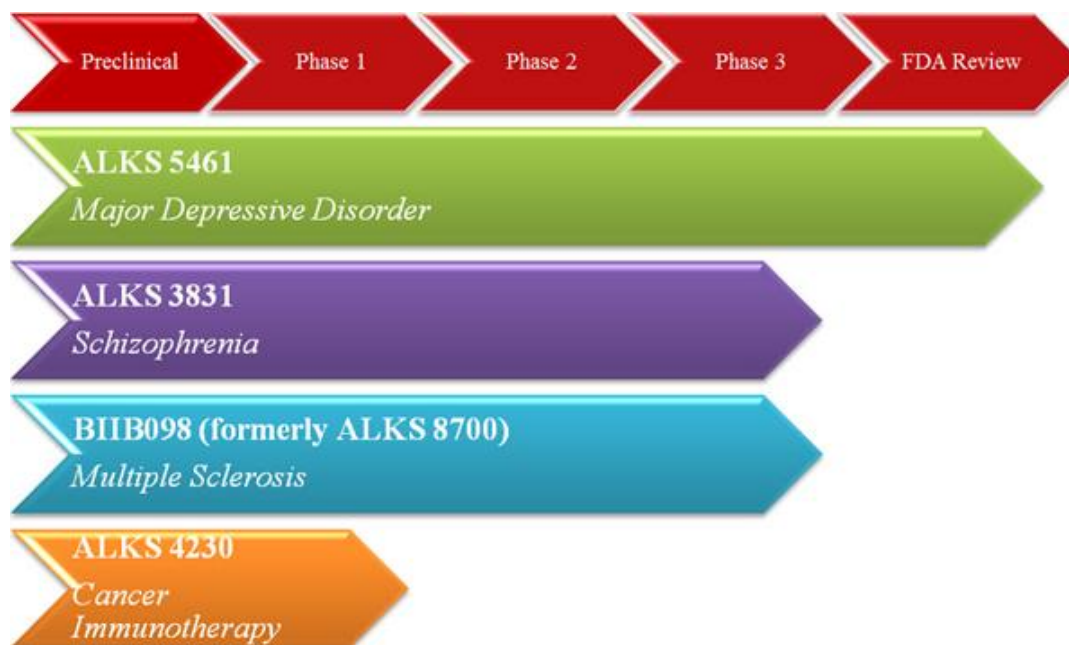 Preclinical Phase 1 Phase 2 Phase 3 FDA Review
ALKS 5461
Major Depressive Disorder
ALKS 3831
Schizophrenia
BIIB098 (formerly ALKS 8700)
Multiple Sclerosis
ALKS 4230
Cancer
Immunotherapy